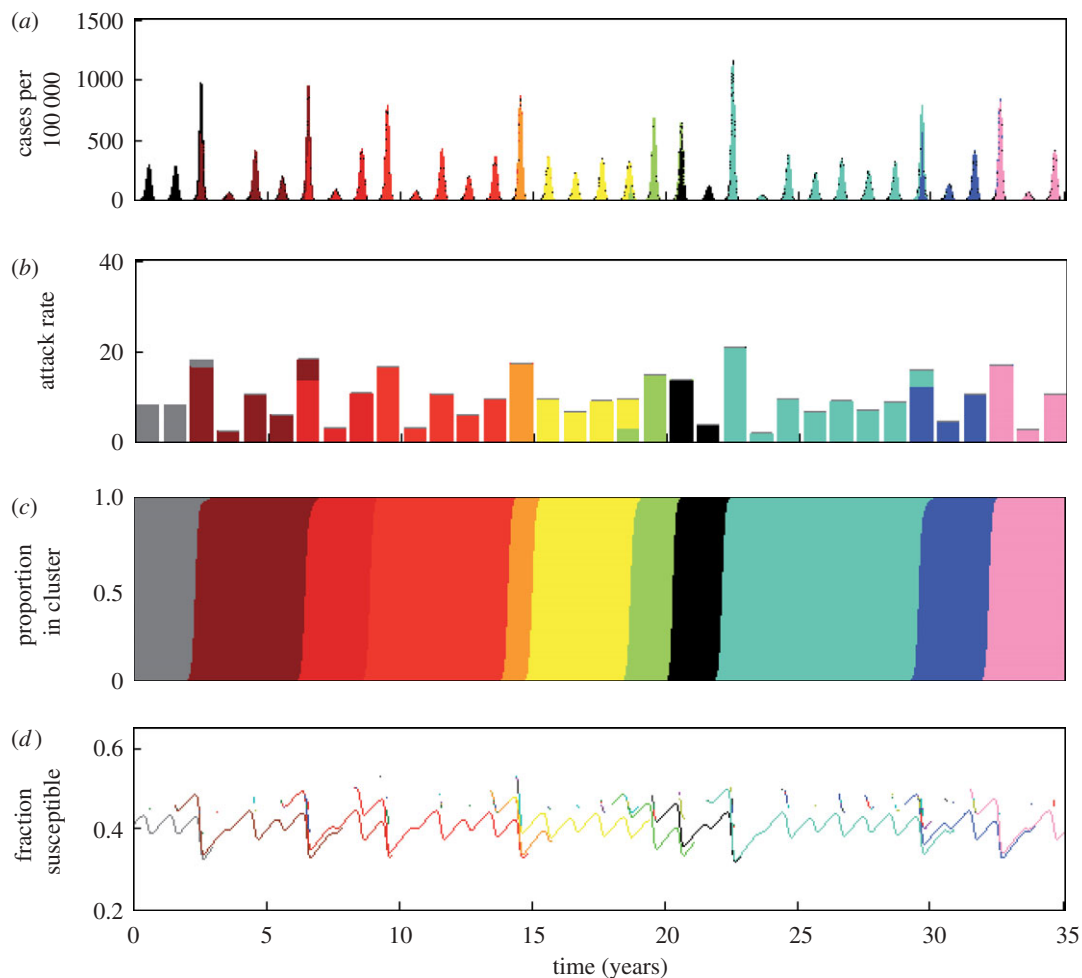 (a)
1500
1000
500
0
cases per
100 000
(b)
40
20
0
attack rate
(c)
1.0
0.5
0
proportion
in cluster
(d)
0.6
0.4
0.2
fraction
susceptible
0 5 10 15 20 25 30 35
time (years)